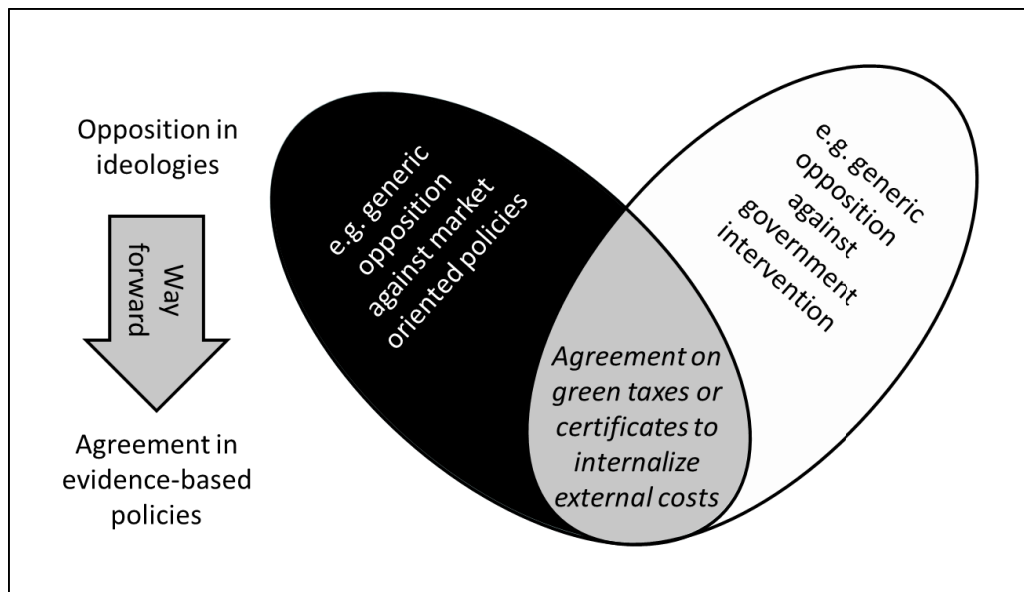 Opposition in
ideologies
Way
forward
Agreement in
evidence-based
policies
e.g. generic
opposition
against market
oriented policies
Agreement on
green taxes or
certificates to
internalize
external costs
e.g. generic
opposition
against
government
intervention